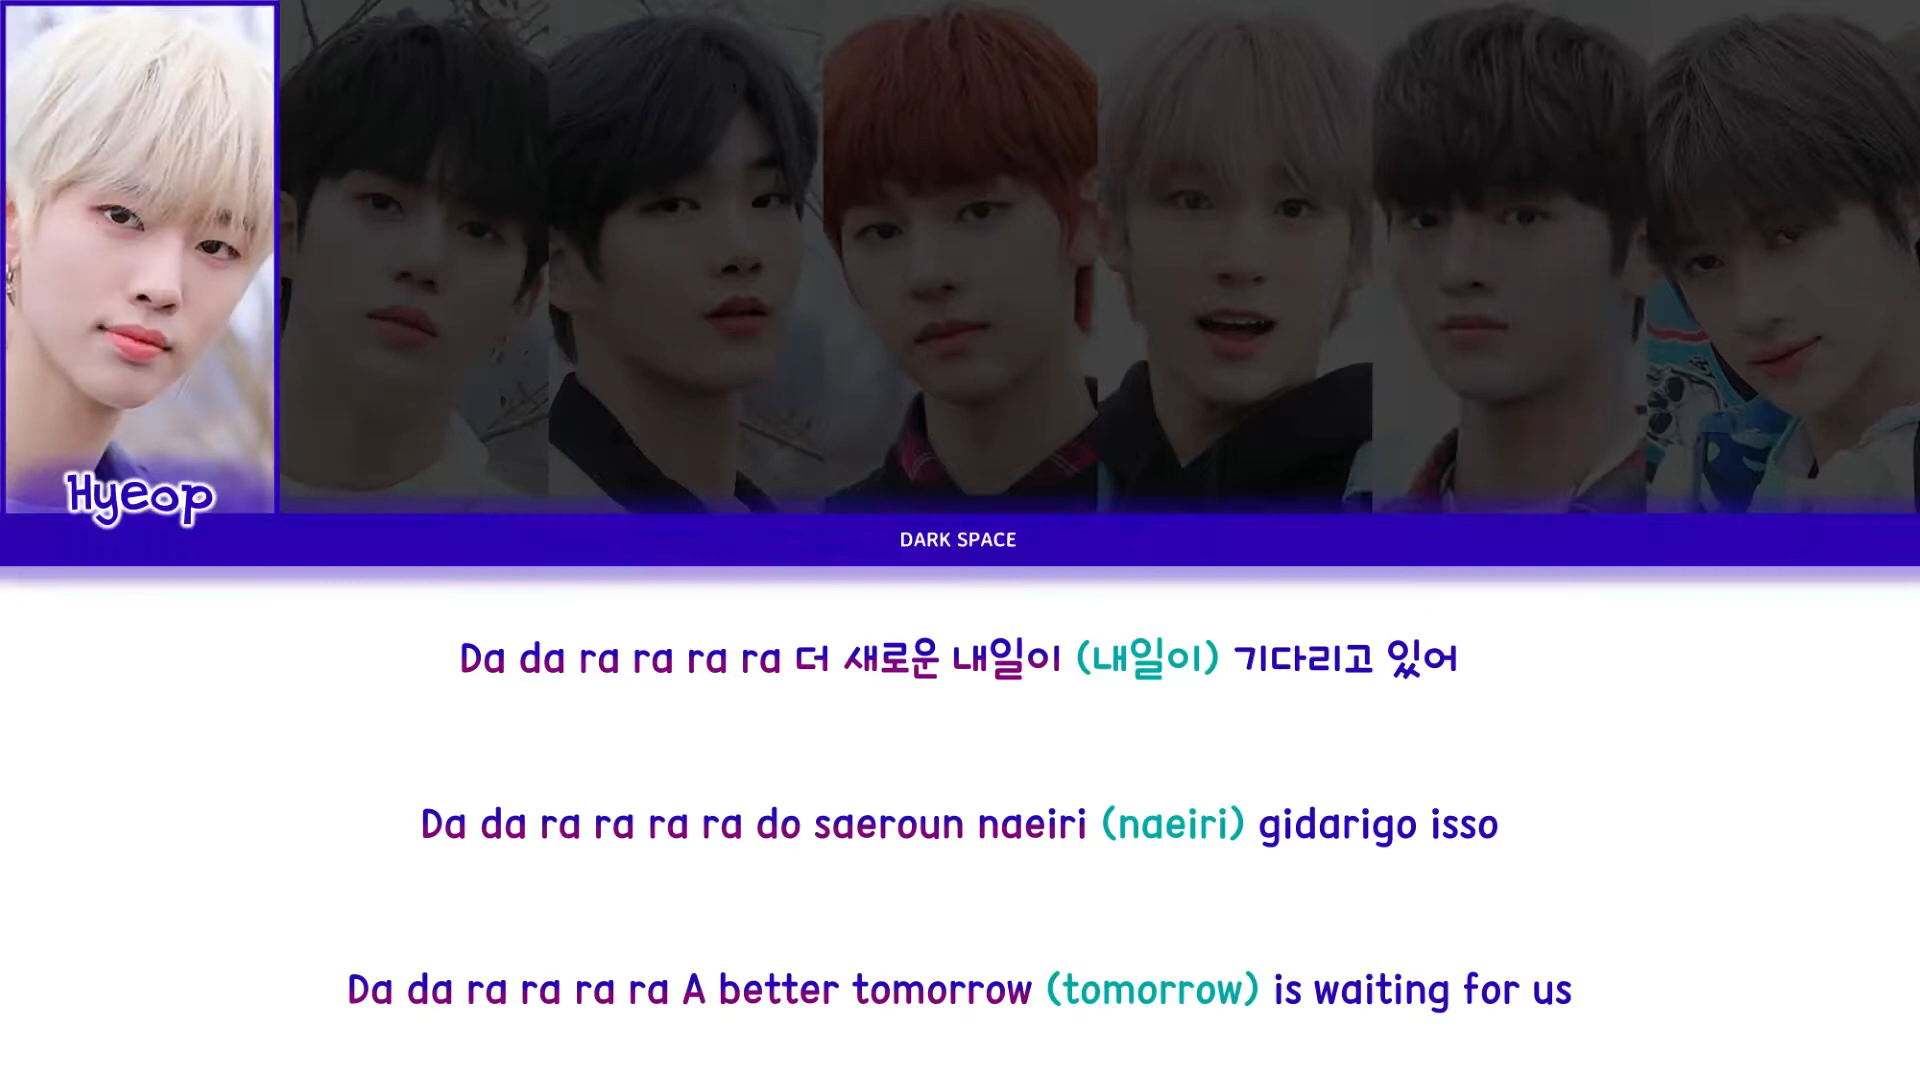 Hyeop
DARK SPACE
Da da ra ra ra ra 더 새로운 내일이 (내일이) 기다리고 있어
Da da ra ra ra ra do saeroun naeiri (naeiri) gidarigo isso
Da da ra ra ra ra A better tomorrow (tomorrow) is waiting for us